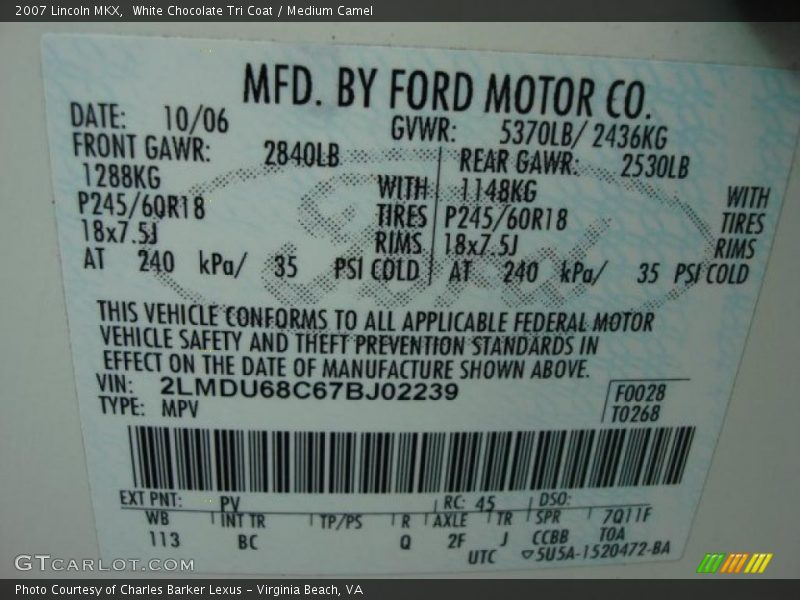 2007 Lincoln MKX, White Chocolate Tri Coat / Medium Camel
MFD. BY FORD MOTOR CO.
DATE: 10/06 GVWR: 5370LB/ 2436KG
FRONT GAWR: 2840LB REAR GAWR: 2530LB
1288KG WITH 1148KG WITH
P245/60R18 TIRES P245/60R18 TIRES
18x7.5J RIMS 18x7.5J RIMS
AT 240 kPa/ 35 PSI COLD AT 240 kPa/ 35 PSI COLD
THIS VEHICLE CONFORMS TO ALL APPLICABLE FEDERAL MOTOR
VEHICLE SAFETY AND THEFT PREVENTION STANDARDS IN
EFFECT ON THE DATE OF MANUFACTURE SHOWN ABOVE.
VIN: 2LMDU68C67BJ02239 F0028
TYPE: MPV T0268
EXT PNT: PV RC: 45 DSO:
WB INT TR TP/PS R AXLE TR SPR 7Q11F
113 BC Q 2F J CCBB TOA
UTC 5U5A-1520472-BA
GTCARLOT.COM
Photo Courtesy of Charles Barker Lexus - Virginia Beach, VA